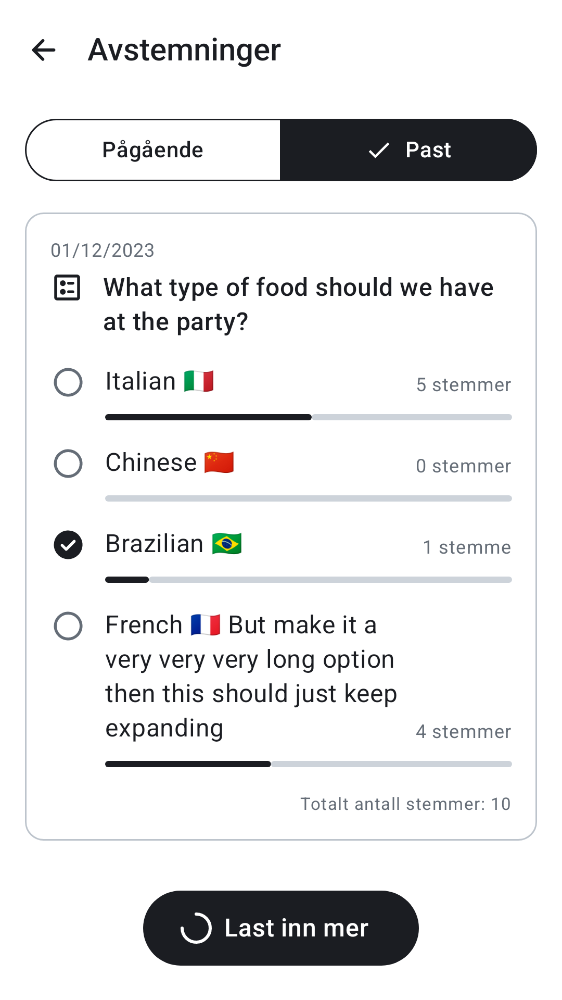 Avstemninger
Pågående
Past
01/12/2023
What type of food should we have
at the party?
Italian 🇮🇹
5 stemmer
Chinese 🇨🇳
0 stemmer
Brazilian 🇧🇷
1 stemme
French 🇫🇷 But make it a
very very very long option
then this should just keep
expanding
4 stemmer
Totalt antall stemmer: 10
Last inn mer